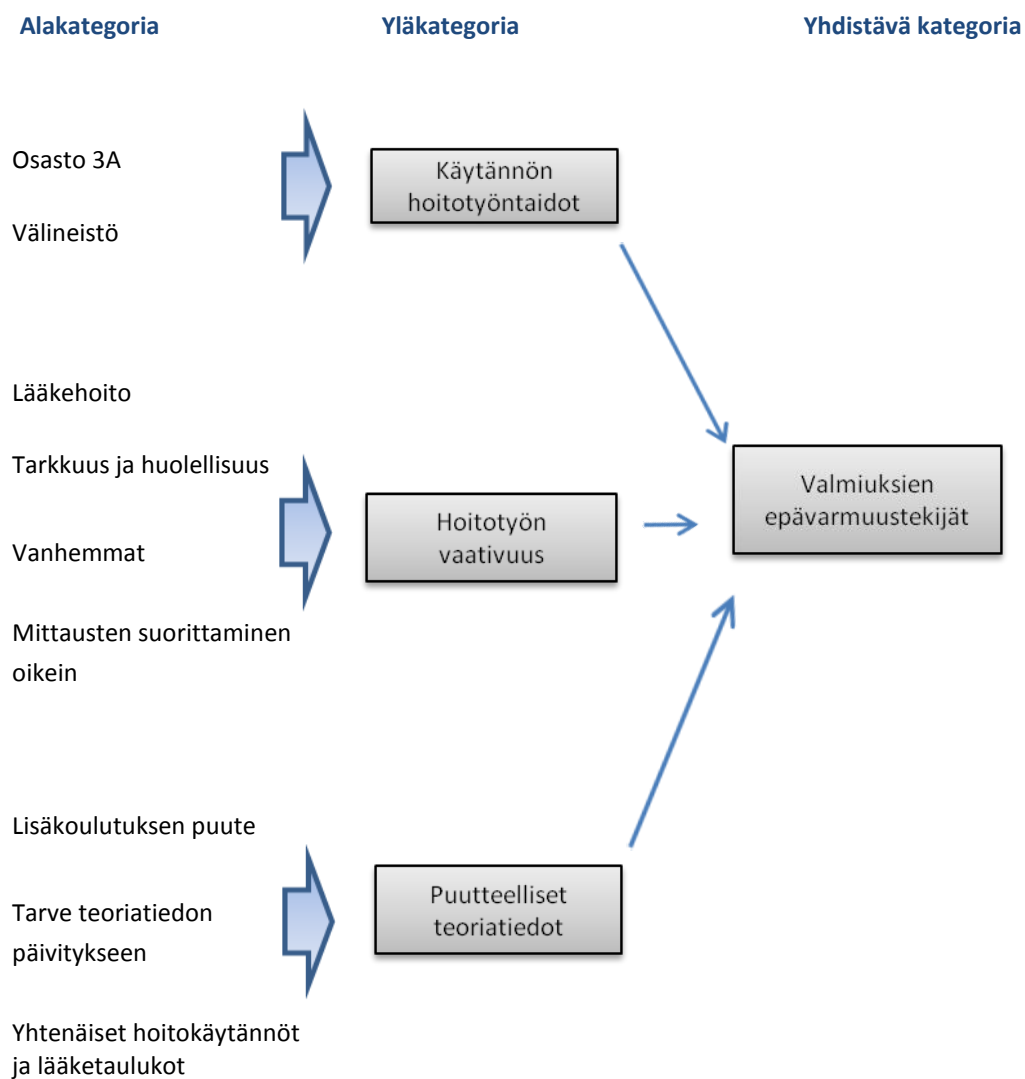 Alakategoria Yläkategoria Yhdistävä kategoria
Osasto 3A
Välineistö
Käytännön
hoitotyöntaidot
Lääkehoito
Tarkkuus ja huolellisuus
Vanhemmat
Mittausten suorittaminen
oikein
Hoitotyön
vaativuus
Valmiuksien
epävarmuustekijät
Lisäkoulutuksen puute
Tarve teoriatiedon
päivitykseen
Yhtenäiset hoitokäytännöt
ja lääketaulukot
Puutteelliset
teoriatiedot